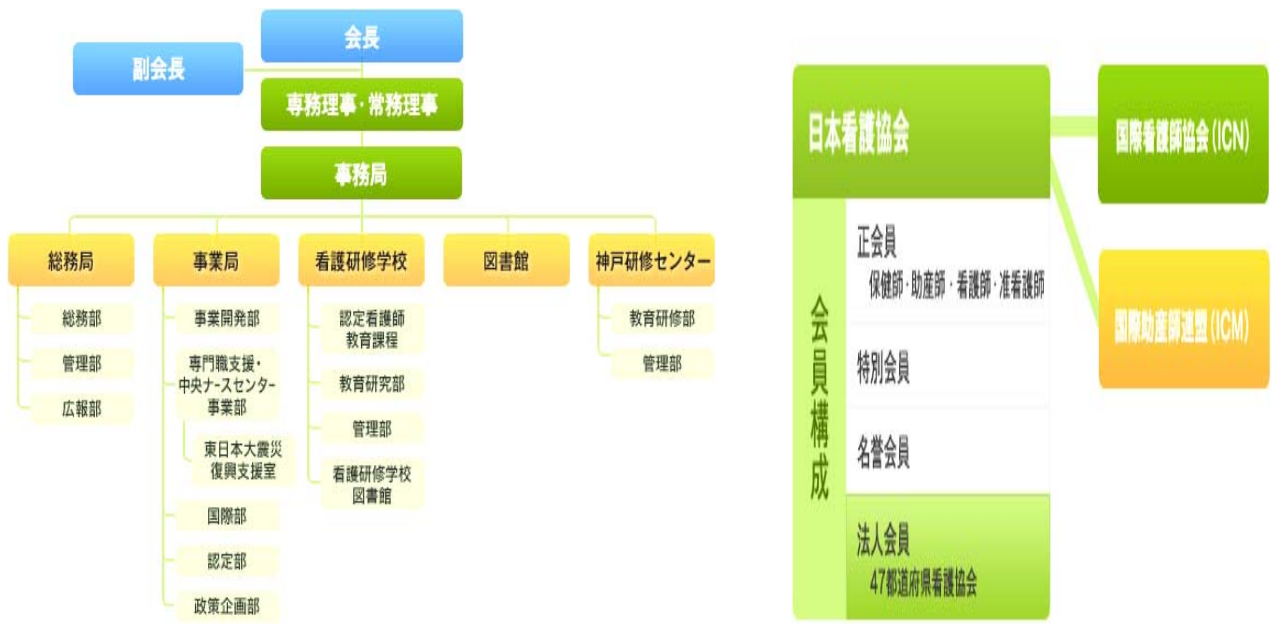 会長
副会長
専務理事・常務理事
事務局
総務局
総務部
管理部
広報部
事業局
事業開発部
専門職支援・
中央ナースセンター
事業部
東日本大震災
復興支援室
国際部
認定部
政策企画部
看護研修学校
認定看護師
教育課程
教育研究部
管理部
看護研修学校
図書館
図書館
神戸研修センター
教育研修部
管理部
日本看護協会
会員構成
正会員
保健師・助産師・看護師・准看護師
特別会員
名誉会員
法人会員
47都道府県看護協会
国際看護師協会(ICN)
国際助産師連盟(ICM)